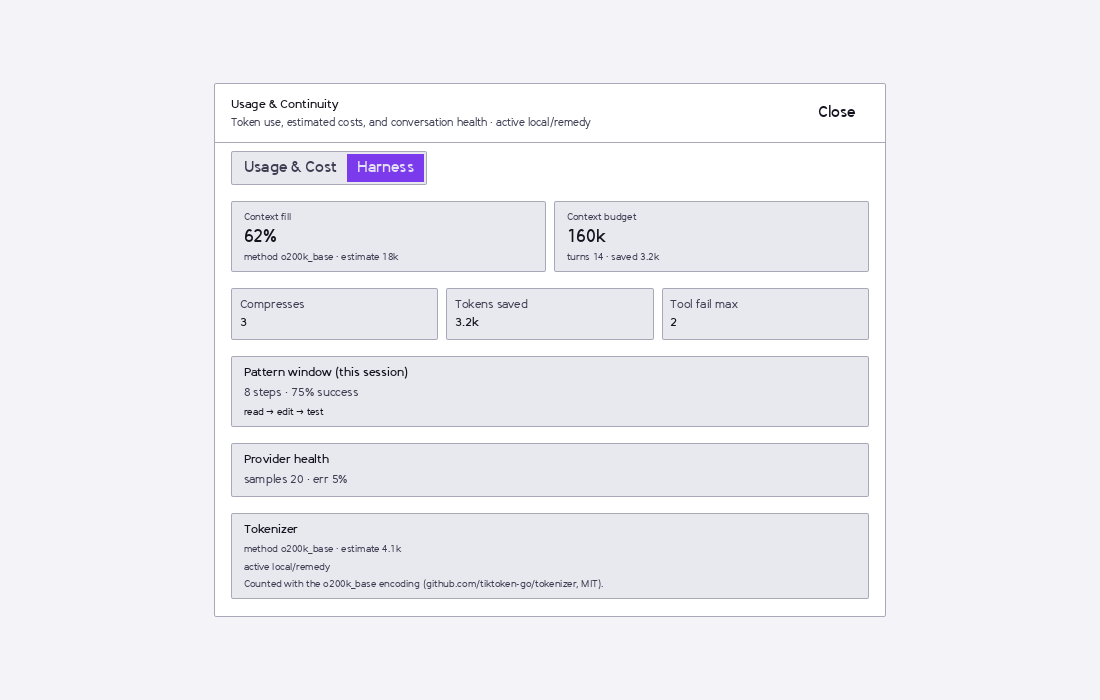 Usage & Continuity
Token use, estimated costs, and conversation health · active local/remedy
Close
Usage & Cost
Harness
Context fill
62%
method o200k_base · estimate 18k
Context budget
160k
turns 14 · saved 3.2k
Compresses
3
Tokens saved
3.2k
Tool fail max
2
Pattern window (this session)
8 steps · 75% success
read → edit → test
Provider health
samples 20 · err 5%
Tokenizer
method o200k_base · estimate 4.1k
active local/remedy
Counted with the o200k_base encoding (github.com/tiktoken-go/tokenizer, MIT).